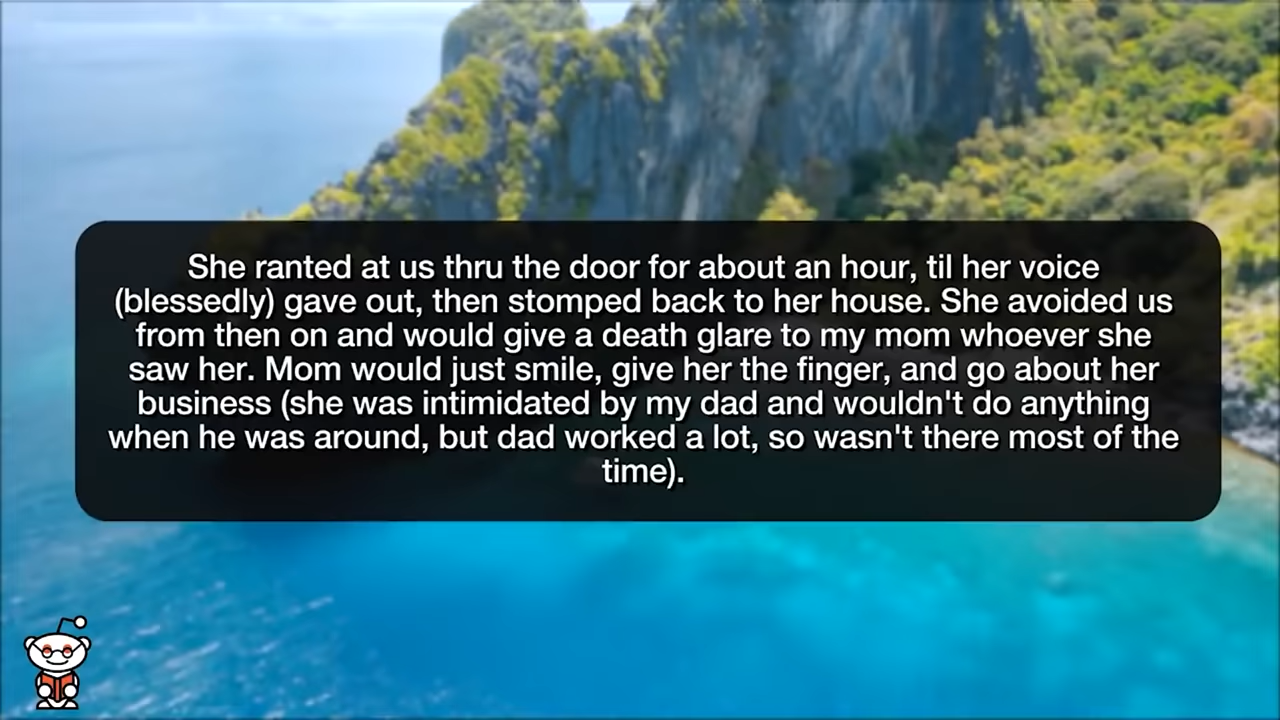 She ranted at us thru the door for about an hour, til her voice
(blessedly) gave out, then stomped back to her house. She avoided us
from then on and would give a death glare to my mom whoever she
saw her. Mom would just smile, give her the finger, and go about her
business (she was intimidated by my dad and wouldn't do anything
when he was around, but dad worked a lot, so wasn't there most of the
time).